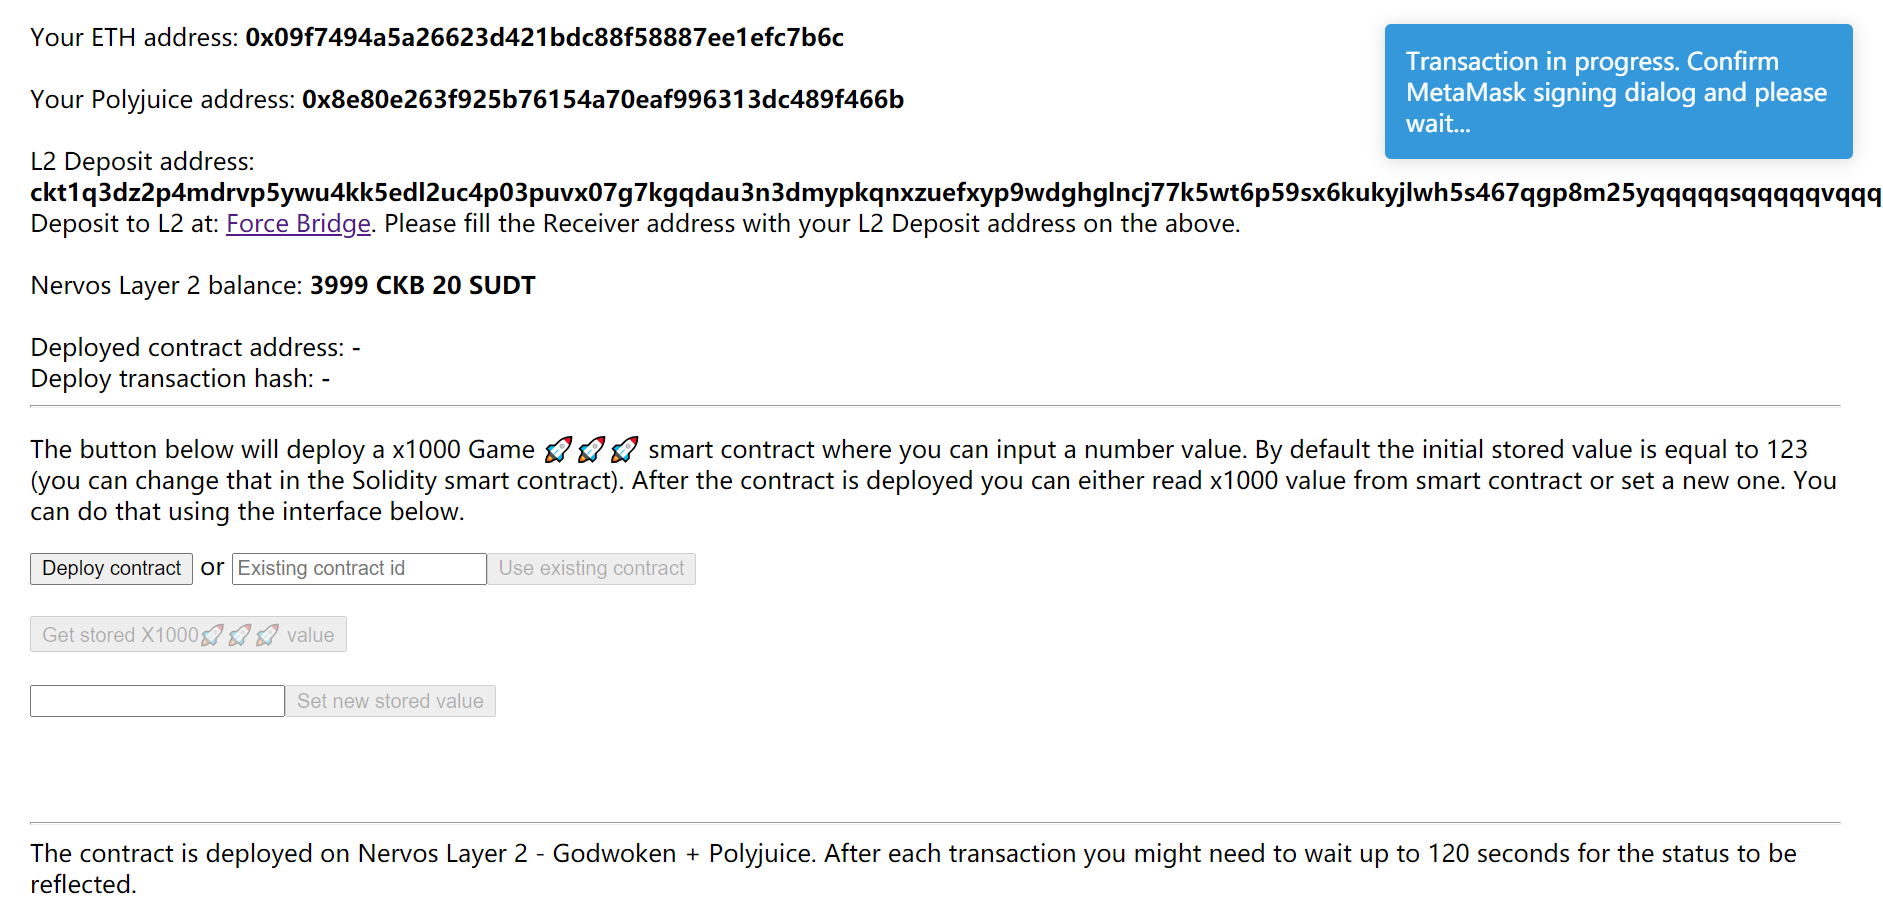 Your ETH address: 0x09f7494a5a26623d421bdc88f58887ee1efc7b6c
Transaction in progress. Confirm
MetaMask signing dialog and please
wait...
Your Polyjuice address: 0x8e80e263f925b76154a70eaf996313dc489f466b
L2 Deposit address:
ckt1q3dz2p4mdrvp5ywu4kk5edl2uc4p03puvx07g7kgqdau3n3dmypkqnxzuefxyp9wdghglncj77k5wt6p59sx6kukyjlwh5s467qgp8m25yqqqqqsqqqqqvqqq
Deposit to L2 at: Force Bridge. Please fill the Receiver address with your L2 Deposit address on the above.
Nervos Layer 2 balance: 3999 CKB 20 SUDT
Deployed contract address: -
Deploy transaction hash: -
The button below will deploy a x1000 Game 🚀🚀🚀 smart contract where you can input a number value. By default the initial stored value is equal to 123
(you can change that in the Solidity smart contract). After the contract is deployed you can either read x1000 value from smart contract or set a new one. You
can do that using the interface below.
Deploy contract or Existing contract id Use existing contract
Get stored X1000🚀🚀🚀 value
Set new stored value
The contract is deployed on Nervos Layer 2 - Godwoken + Polyjuice. After each transaction you might need to wait up to 120 seconds for the status to be
reflected.